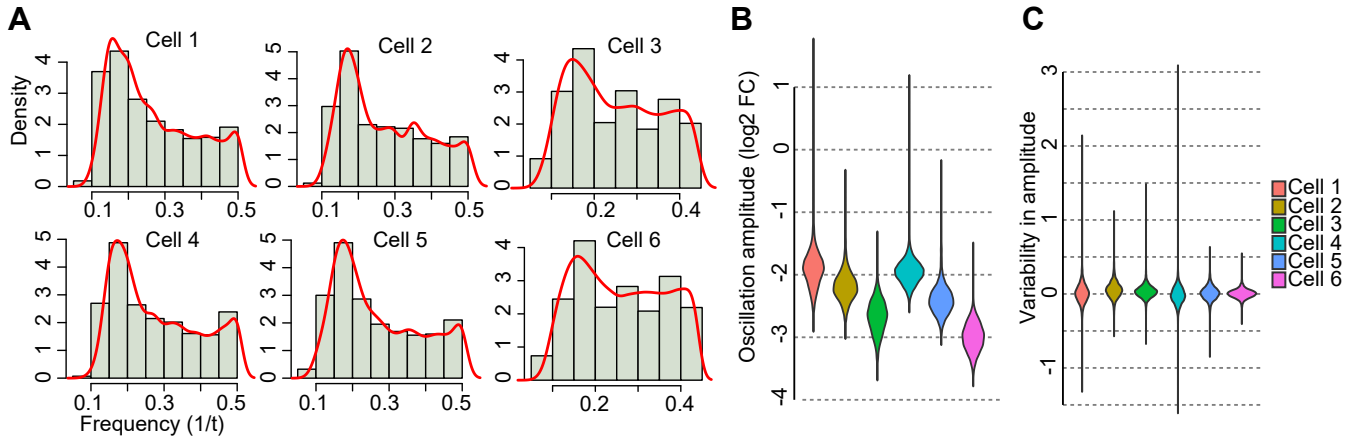 A
B
C
Cell 1
Cell 2
Cell 3
Density
0 1 2 3 4
0 1 2 3 4 5
0 1 2 3 4
0.1 0.3 0.5
0.1 0.3 0.5
0.2 0.4
Cell 4
Cell 5
Cell 6
0 1 2 3 4 5
0 1 2 3 4 5
0 1 2 3 4
0.1 0.3 0.5
0.1 0.3 0.5
0.2 0.4
Frequency (1/t)
Oscillation amplitude (log2 FC)
1
0
-1
-2
-3
-4
Variability in amplitude
3
2
1
0
-1
Cell 1
Cell 2
Cell 3
Cell 4
Cell 5
Cell 6